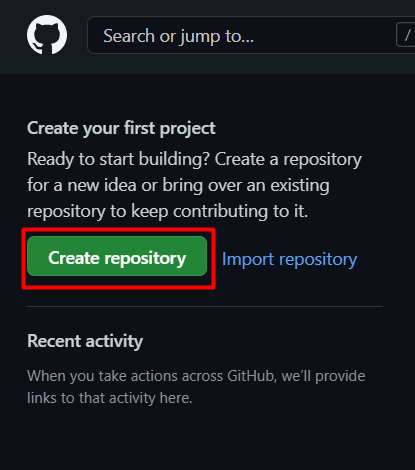 Search or jump to...
/
Create your first project
Ready to start building? Create a repository
for a new idea or bring over an existing
repository to keep contributing to it.
Create repository
Import repository
Recent activity
When you take actions across GitHub, we'll provide
links to that activity here.